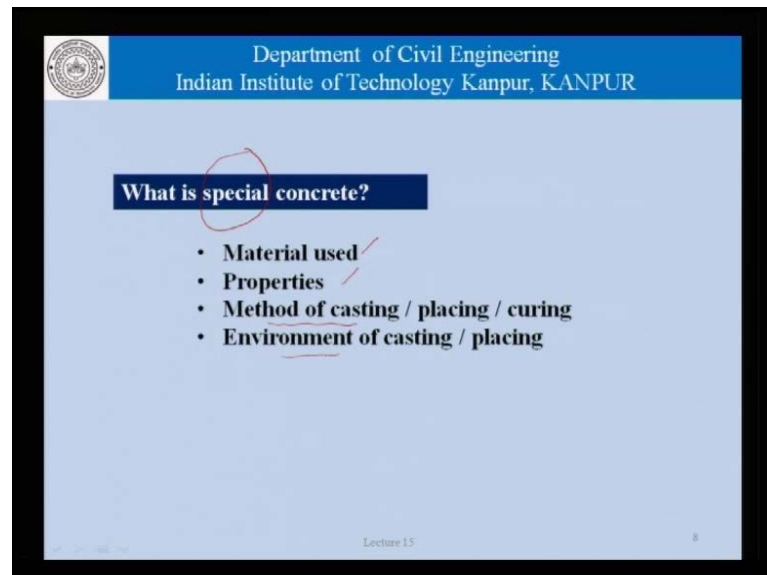 Department of Civil Engineering
Indian Institute of Technology Kanpur, KANPUR
What is special concrete?
• Material used
• Properties
• Method of casting / placing / curing
• Environment of casting / placing
Lecture 15
8